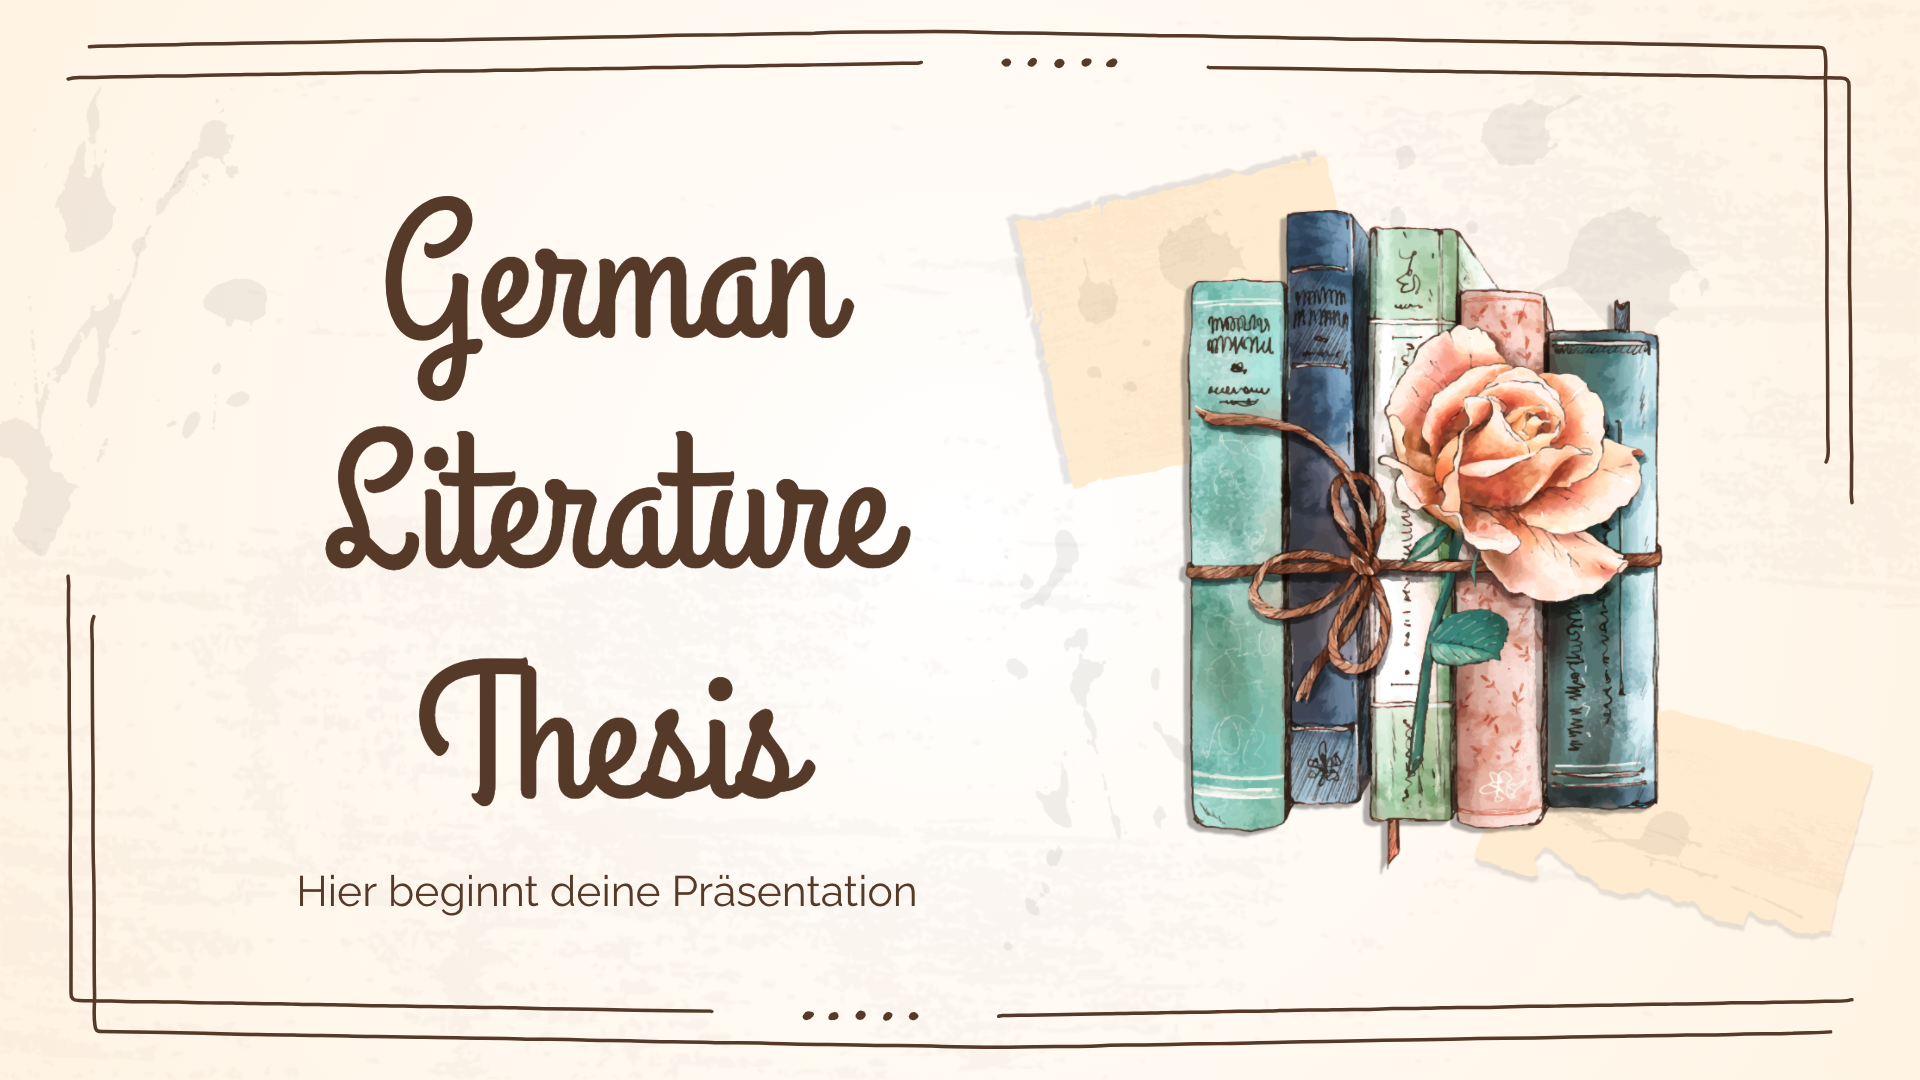 German
Literature
Thesis
Hier beginnt deine Präsentation